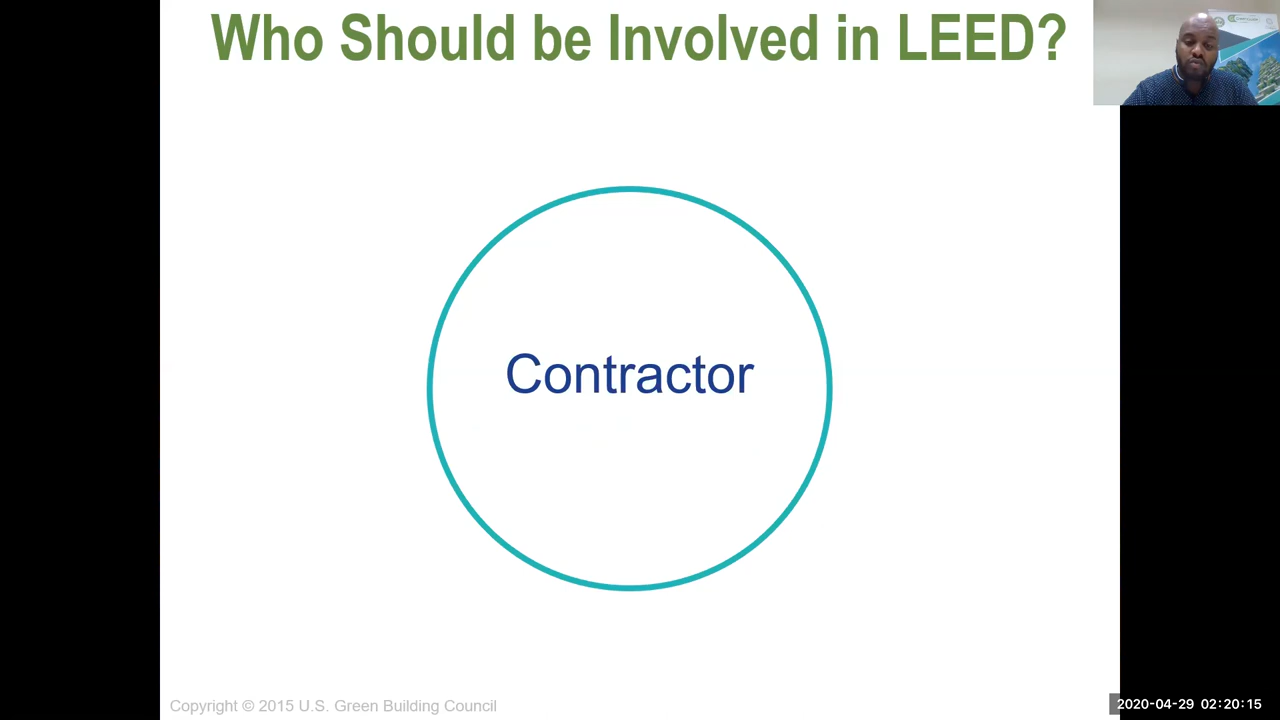 Who Should be Involved in LEED?
Contractor
Copyright © 2015 U.S. Green Building Council
2020-04-29 02:20:15